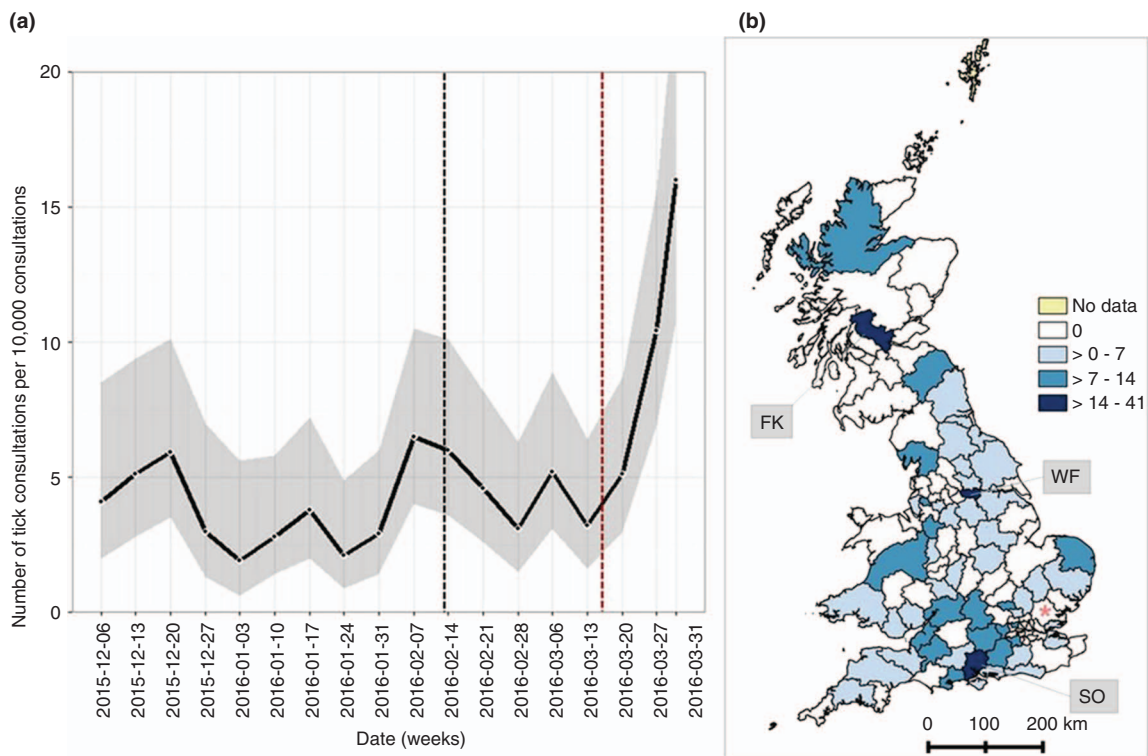 (a)
(b)
Number of tick consultations per 10,000 consultations
20
15
10
5
0
2015-12-06
2015-12-13
2015-12-20
2015-12-27
2016-01-03
2016-01-10
2016-01-17
2016-01-24
2016-01-31
2016-02-07
2016-02-14
2016-02-21
2016-02-28
2016-03-06
2016-03-13
2016-03-20
2016-03-27
2016-03-31
Date (weeks)
No data
0
> 0 - 7
> 7 - 14
> 14 - 41
FK
WF
*
SO
0 100 200 km